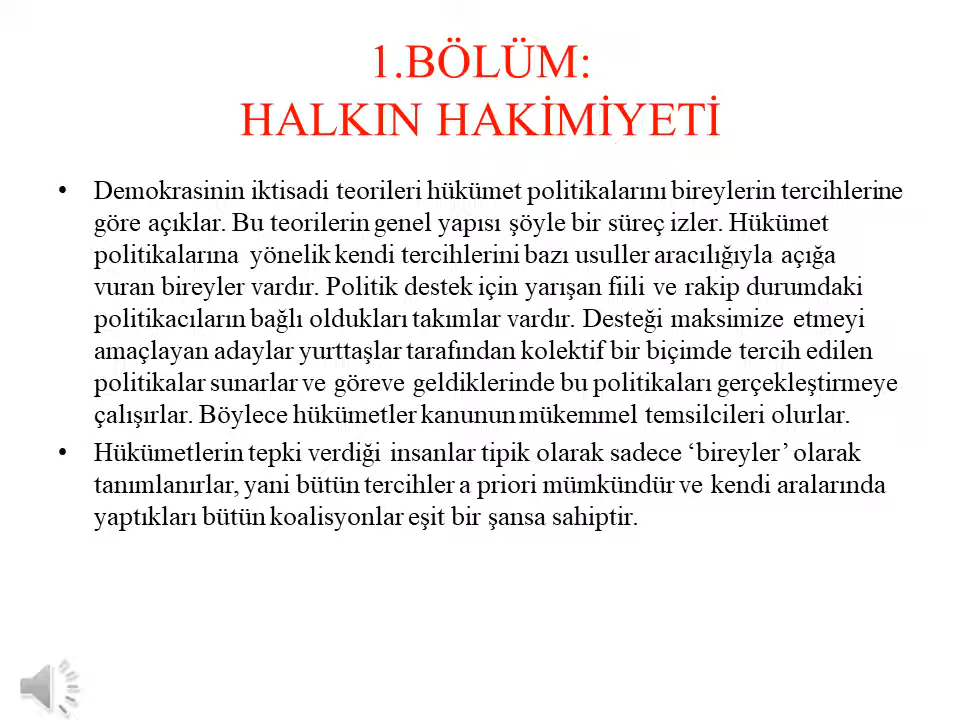 1.BÖLÜM:
HALKIN HAKİMİYETİ
• Demokrasinin iktisadi teorileri hükümet politikalarını bireylerin tercihlerine
göre açıklar. Bu teorilerin genel yapısı şöyle bir süreç izler. Hükümet
politikalarına yönelik kendi tercihlerini bazı usuller aracılığıyla açığa
vuran bireyler vardır. Politik destek için yarışan fiili ve rakip durumdaki
politikacıların bağlı oldukları takımlar vardır. Desteği maksimize etmeyi
amaçlayan adaylar yurttaşlar tarafından kolektif bir biçimde tercih edilen
politikalar sunarlar ve göreve geldiklerinde bu politikaları gerçekleştirmeye
çalışırlar. Böylece hükümetler kanunun mükemmel temsilcileri olurlar.
• Hükümetlerin tepki verdiği insanlar tipik olarak sadece ‘bireyler’ olarak
tanımlanırlar, yani bütün tercihler a priori mümkündür ve kendi aralarında
yaptıkları bütün koalisyonlar eşit bir şansa sahiptir.